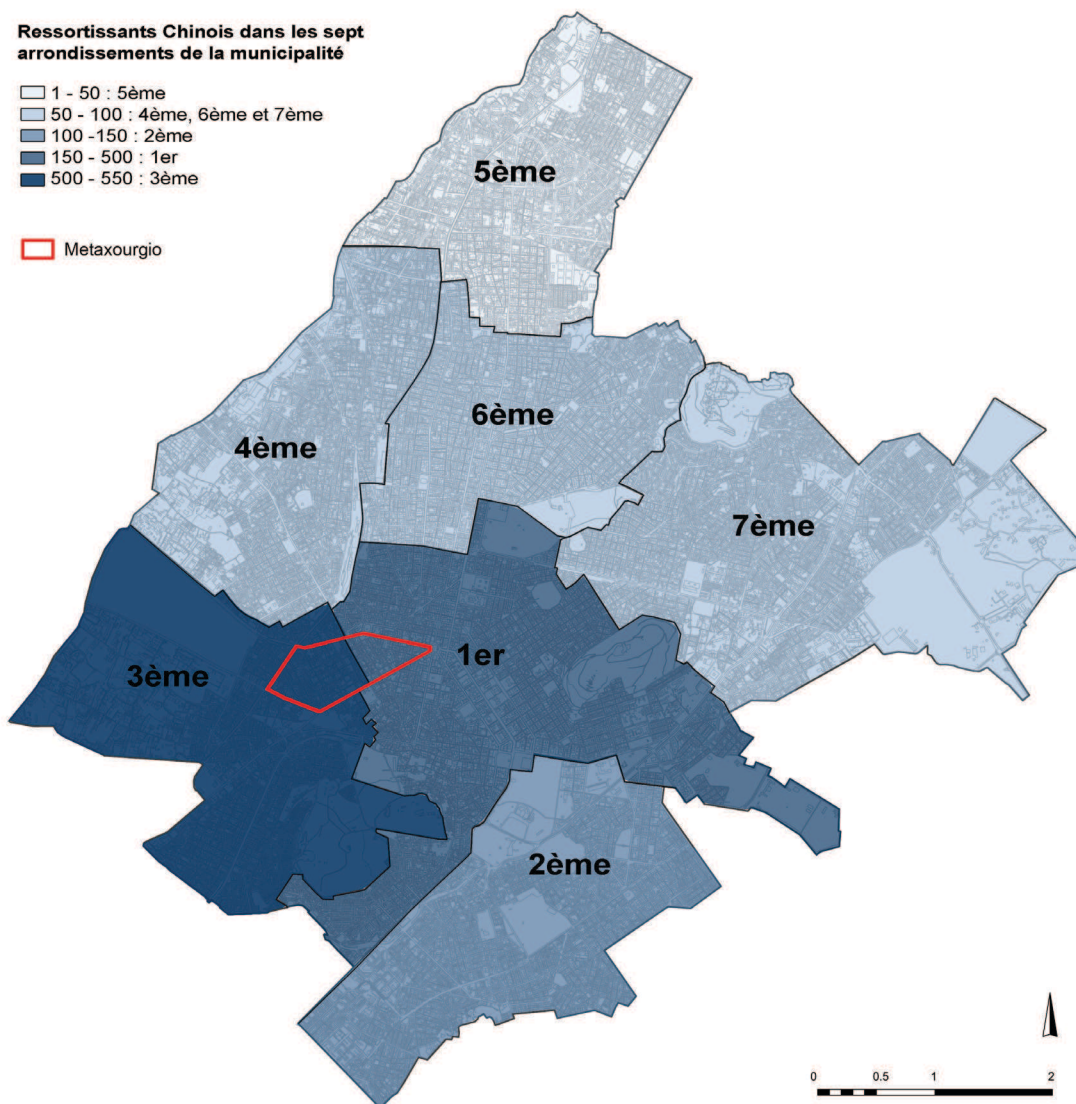 Ressortissants Chinois dans les sept
arrondissements de la municipalité
1 - 50 : 5ème
50 - 100 : 4ème, 6ème et 7ème
100 -150 : 2ème
150 - 500 : 1er
500 - 550 : 3ème
Metaxourgio
5ème
6ème
4ème
7ème
1er
3ème
2ème
0 0.5 1 2